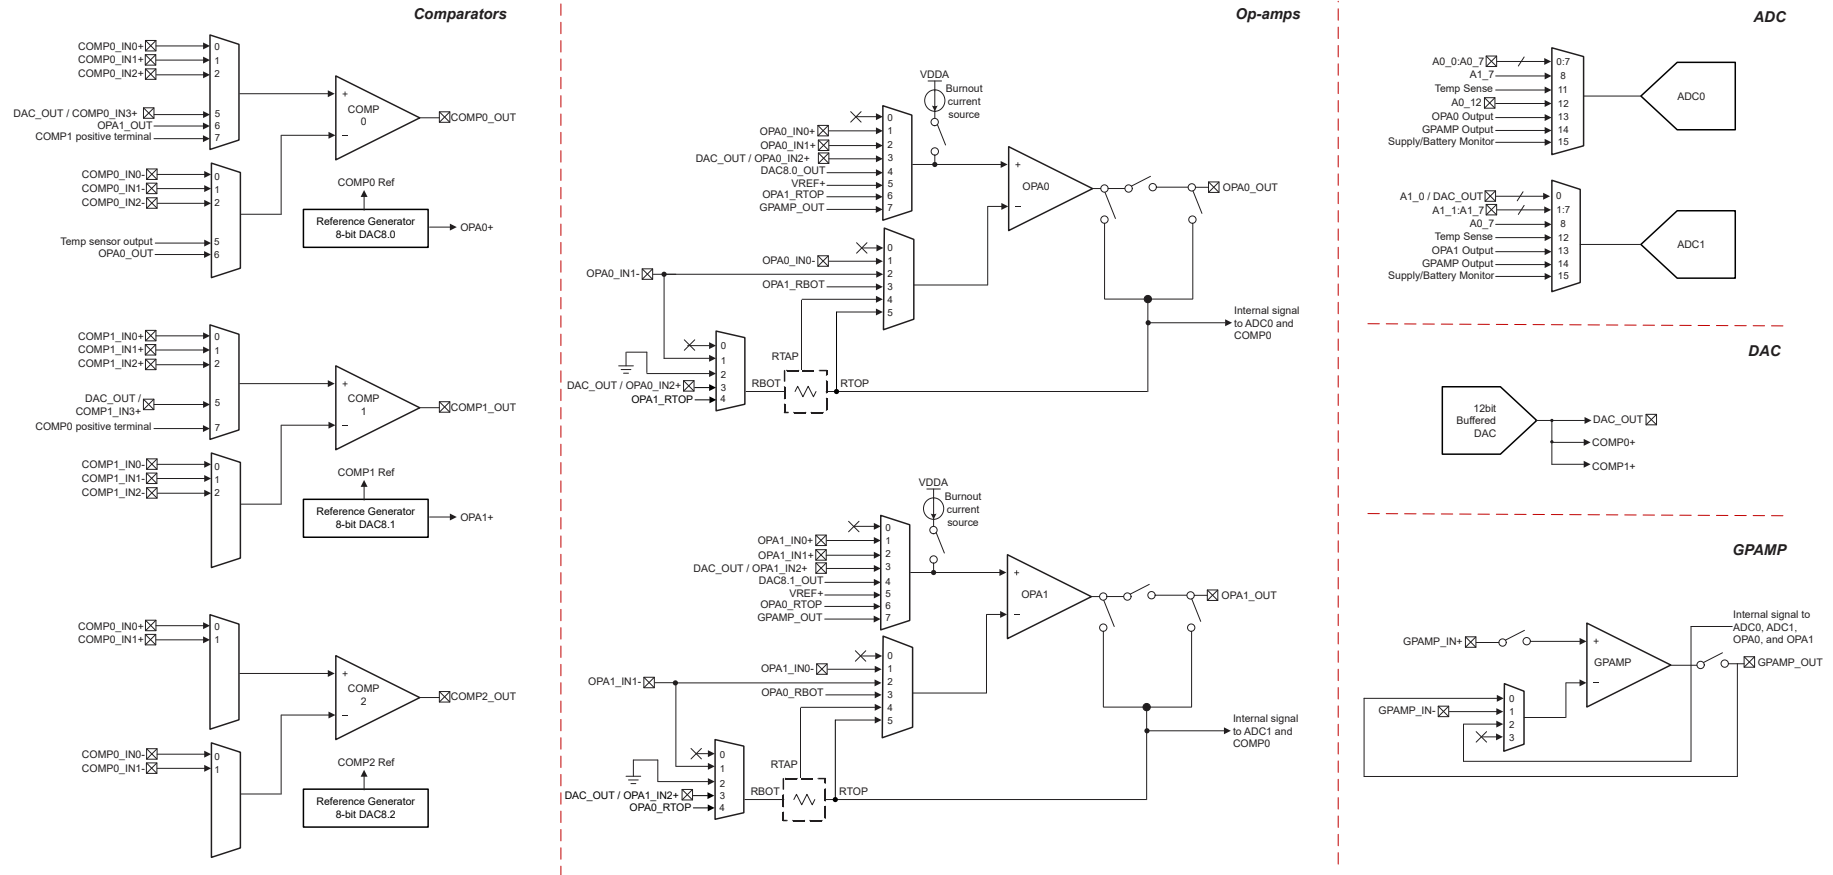 Comparators
COMP0_IN0+
COMP0_IN1+
COMP0_IN2+
DAC_OUT / COMP0_IN3+
OPA1_OUT
COMP1 positive terminal
0
1
2
5
6
7
+
COMP
0
−
COMP0_OUT
COMP0_IN0-
COMP0_IN1-
COMP0_IN2-
Temp sensor output
OPA0_OUT
0
1
2
5
6
COMP0 Ref
Reference Generator
8-bit DAC8.0
OPA0+
COMP1_IN0+
COMP1_IN1+
COMP1_IN2+
DAC_OUT /
COMP1_IN3+
COMP0 positive terminal
0
1
2
5
7
+
COMP
1
−
COMP1_OUT
COMP1_IN0-
COMP1_IN1-
COMP1_IN2-
0
1
2
COMP1 Ref
Reference Generator
8-bit DAC8.1
OPA1+
COMP0_IN0+
COMP0_IN1+
0
1
+
COMP
2
−
COMP2_OUT
COMP0_IN0-
COMP0_IN1-
0
1
COMP2 Ref
Reference Generator
8-bit DAC8.2
Op-amps
VDDA
Burnout
current
source
OPA0_IN0+
OPA0_IN1+
DAC_OUT / OPA0_IN2+
DAC8.0_OUT
VREF+
OPA1_RTOP
GPAMP_OUT
0
1
2
3
4
5
6
7
+
OPA0
−
OPA0_OUT
OPA0_IN0-
OPA0_IN1-
OPA1_RBOT
0
1
2
3
4
5
Internal signal
to ADC0 and
COMP0
DAC_OUT / OPA0_IN2+
OPA1_RTOP
0
1
2
3
4
RTAP
RBOT
RTOP
VDDA
Burnout
current
source
OPA1_IN0+
OPA1_IN1+
DAC_OUT / OPA1_IN2+
DAC8.1_OUT
VREF+
OPA0_RTOP
GPAMP_OUT
0
1
2
3
4
5
6
7
+
OPA1
−
OPA1_OUT
OPA1_IN0-
OPA1_IN1-
OPA0_RBOT
0
1
2
3
4
5
Internal signal
to ADC1 and
COMP0
DAC_OUT / OPA1_IN2+
OPA0_RTOP
0
1
2
3
4
RTAP
RBOT
RTOP
ADC
A0_0:A0_7
A1_7
Temp Sense
A0_12
OPA0 Output
GPAMP Output
Supply/Battery Monitor
0:7
8
11
12
13
14
15
ADC0
A1_0 / DAC_OUT
A1_1:A1_7
A0_7
Temp Sense
OPA1 Output
GPAMP Output
Supply/Battery Monitor
0
1:7
8
12
13
14
15
ADC1
DAC
12bit
Buffered
DAC
DAC_OUT
COMP0+
COMP1+
GPAMP
Internal signal to
ADC0, ADC1,
OPA0, and OPA1
GPAMP_IN+
+
GPAMP
−
GPAMP_OUT
GPAMP_IN-
0
1
2
3